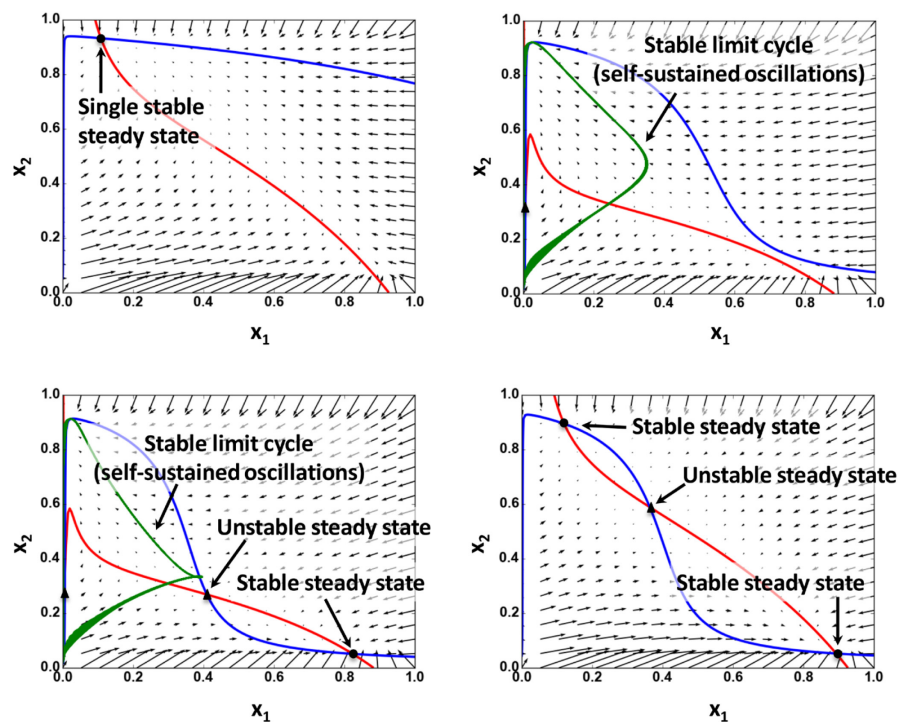 1.0
0.8
0.6
0.4
0.2
0.0
x2
Single stable
steady state
0.0 0.2 0.4 0.6 0.8 1.0
x1
1.0
0.8
0.6
0.4
0.2
0.0
x2
Stable limit cycle
(self-sustained oscillations)
0.0 0.2 0.4 0.6 0.8 1.0
x1
1.0
0.8
0.6
0.4
0.2
0.0
x2
Stable limit cycle
(self-sustained oscillations)
Unstable steady state
Stable steady state
0.0 0.2 0.4 0.6 0.8 1.0
x1
1.0
0.8
0.6
0.4
0.2
0.0
x2
Stable steady state
Unstable steady state
Stable steady state
0.0 0.2 0.4 0.6 0.8 1.0
x1